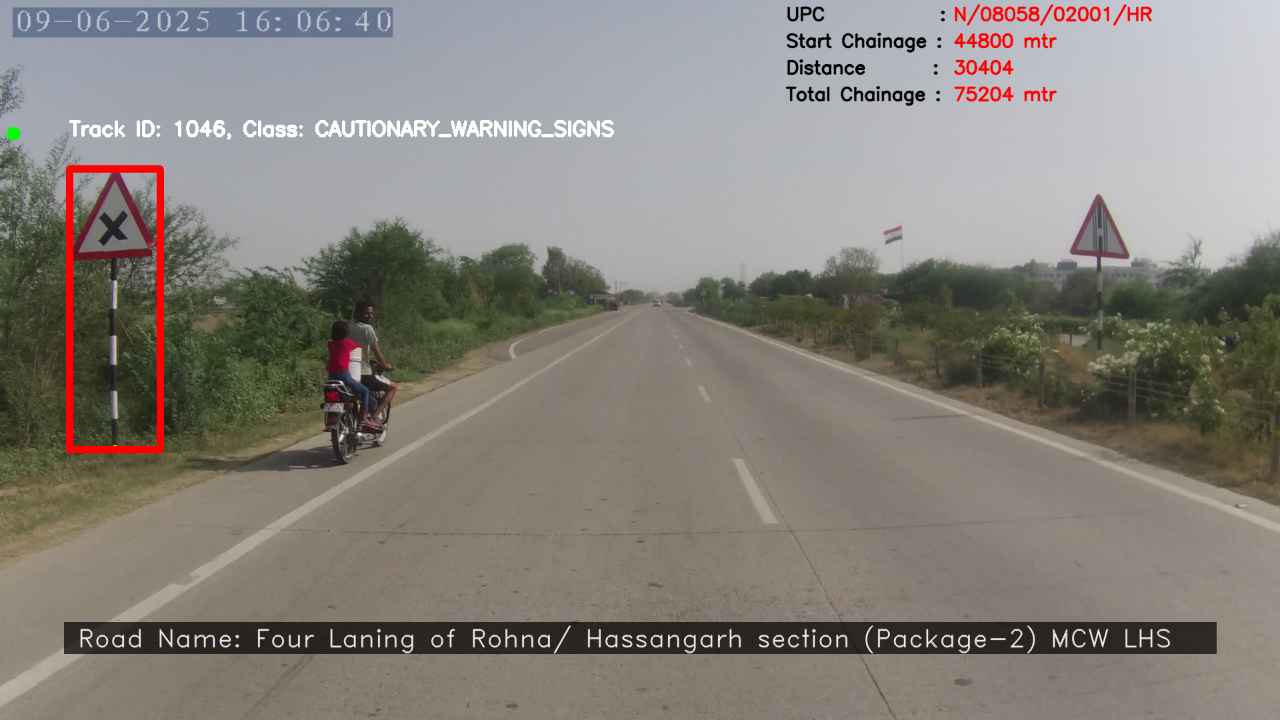 09-06-2025 16:06:40
UPC : N/08058/02001/HR
Start Chainage : 44800 mtr
Distance : 30404
Total Chainage : 75204 mtr
Track ID: 1046, Class: CAUTIONARY_WARNING_SIGNS
Road Name: Four Laning of Rohna/ Hassangarh section (Package-2) MCW LHS